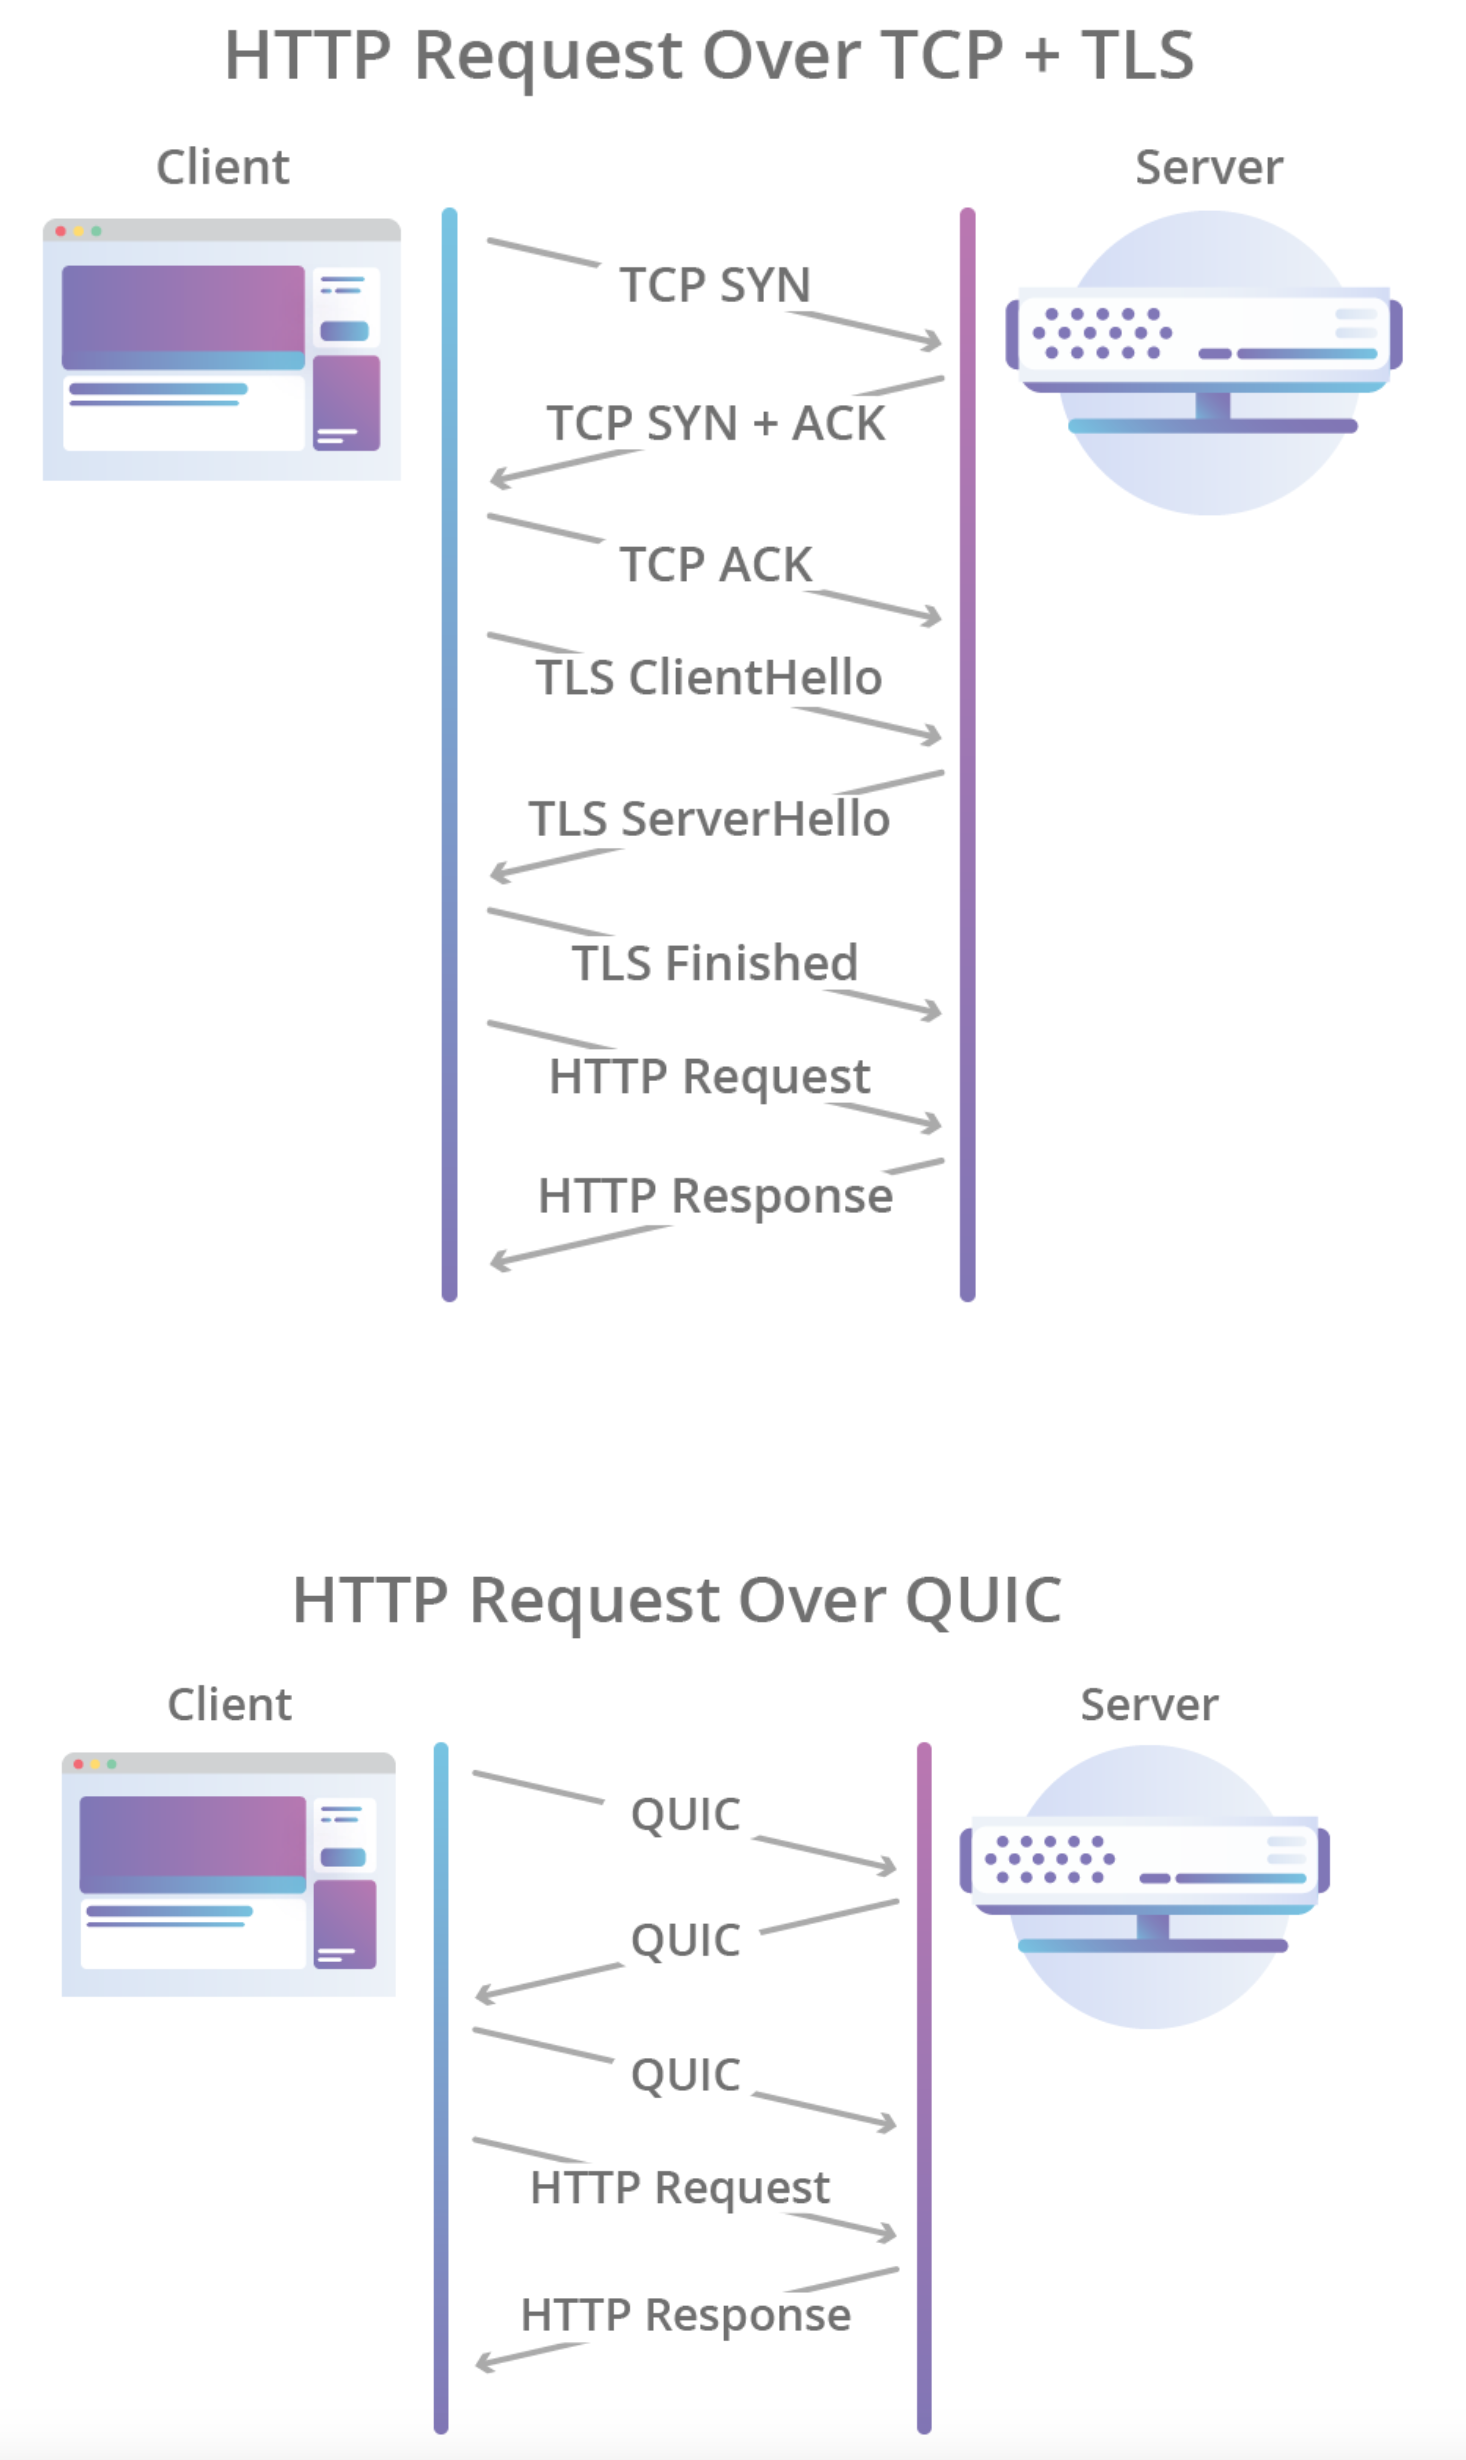 HTTP Request Over TCP + TLS
Client
Server
TCP SYN
TCP SYN + ACK
TCP ACK
TLS ClientHello
TLS ServerHello
TLS Finished
HTTP Request
HTTP Response
HTTP Request Over QUIC
Client
Server
QUIC
QUIC
QUIC
HTTP Request
HTTP Response